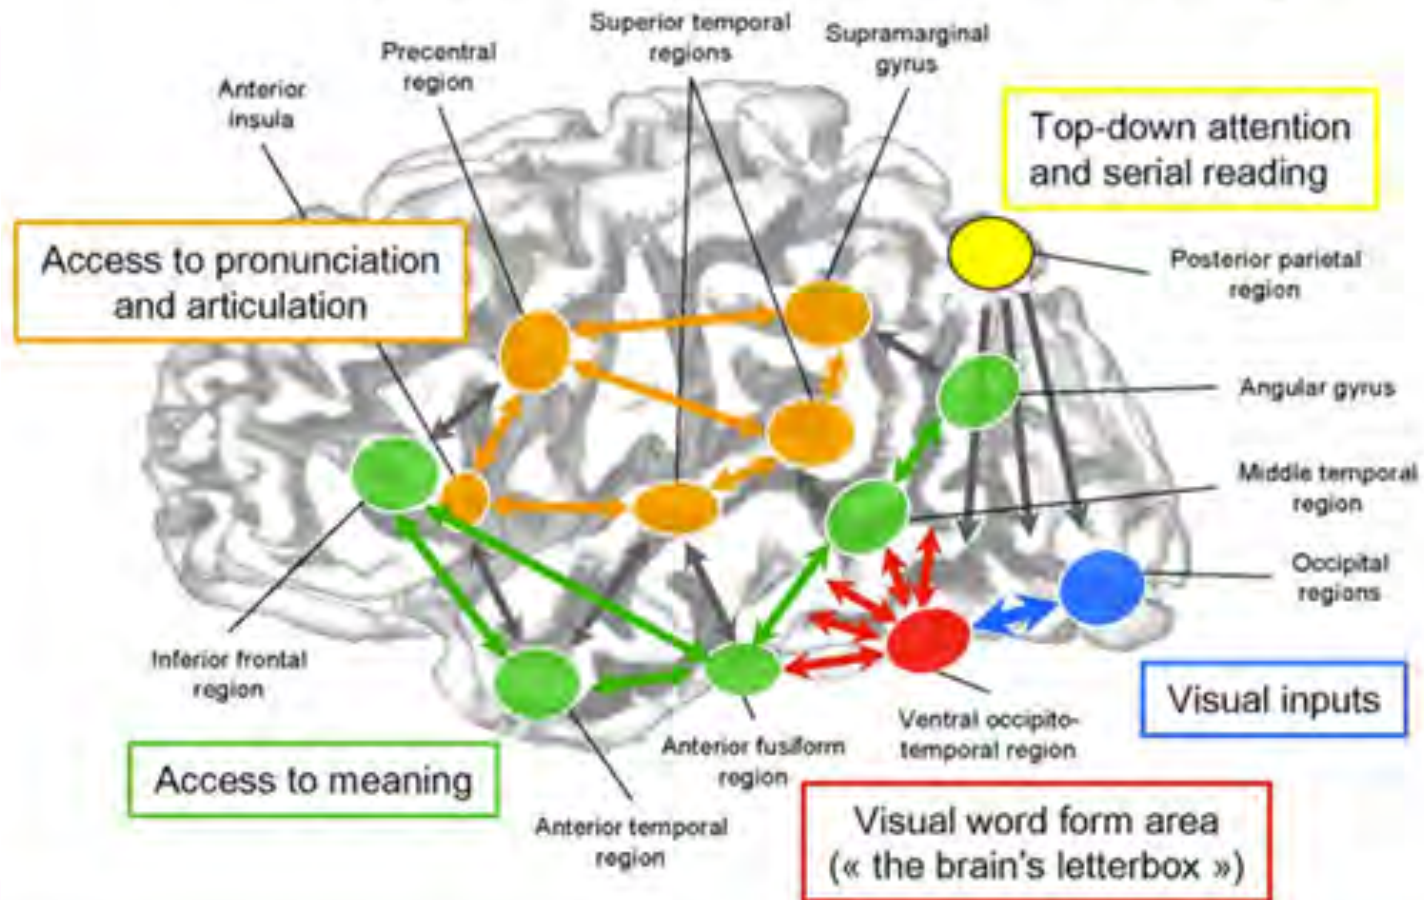 Superior temporal
regions
Supramarginal
gyrus
Precentral
region
Anterior
insula
Top-down attention
and serial reading
Access to pronunciation
and articulation
Posterior parietal
region
Angular gyrus
Middle temporal
region
Occipital
regions
Inferior frontal
region
Visual inputs
Ventral occipito-
temporal region
Anterior fusiform
region
Access to meaning
Anterior temporal
region
Visual word form area
(« the brain's letterbox »)